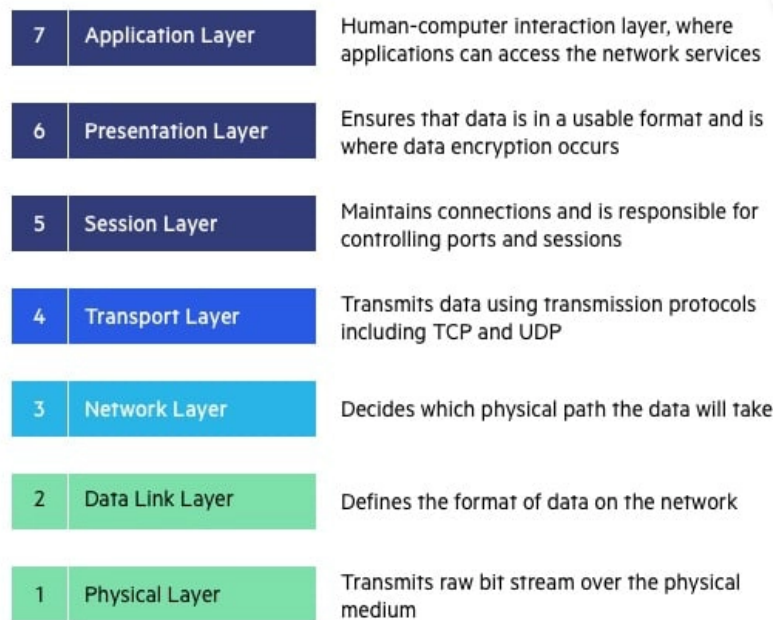 7 Application Layer Human-computer interaction layer, where
applications can access the network services
6 Presentation Layer Ensures that data is in a usable format and is
where data encryption occurs
5 Session Layer Maintains connections and is responsible for
controlling ports and sessions
4 Transport Layer Transmits data using transmission protocols
including TCP and UDP
3 Network Layer Decides which physical path the data will take
2 Data Link Layer Defines the format of data on the network
1 Physical Layer Transmits raw bit stream over the physical
medium